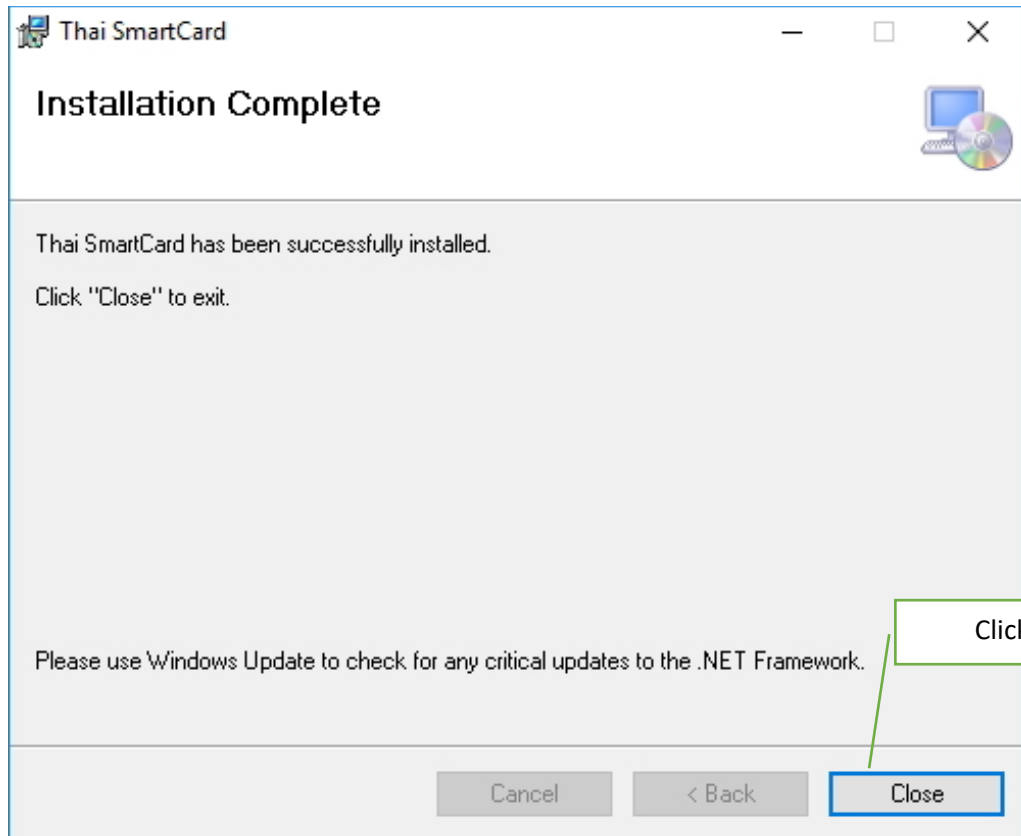 Thai SmartCard
Installation Complete
Thai SmartCard has been successfully installed.
Click "Close" to exit.
Please use Windows Update to check for any critical updates to the .NET Framework.
Cancel
< Back
Close